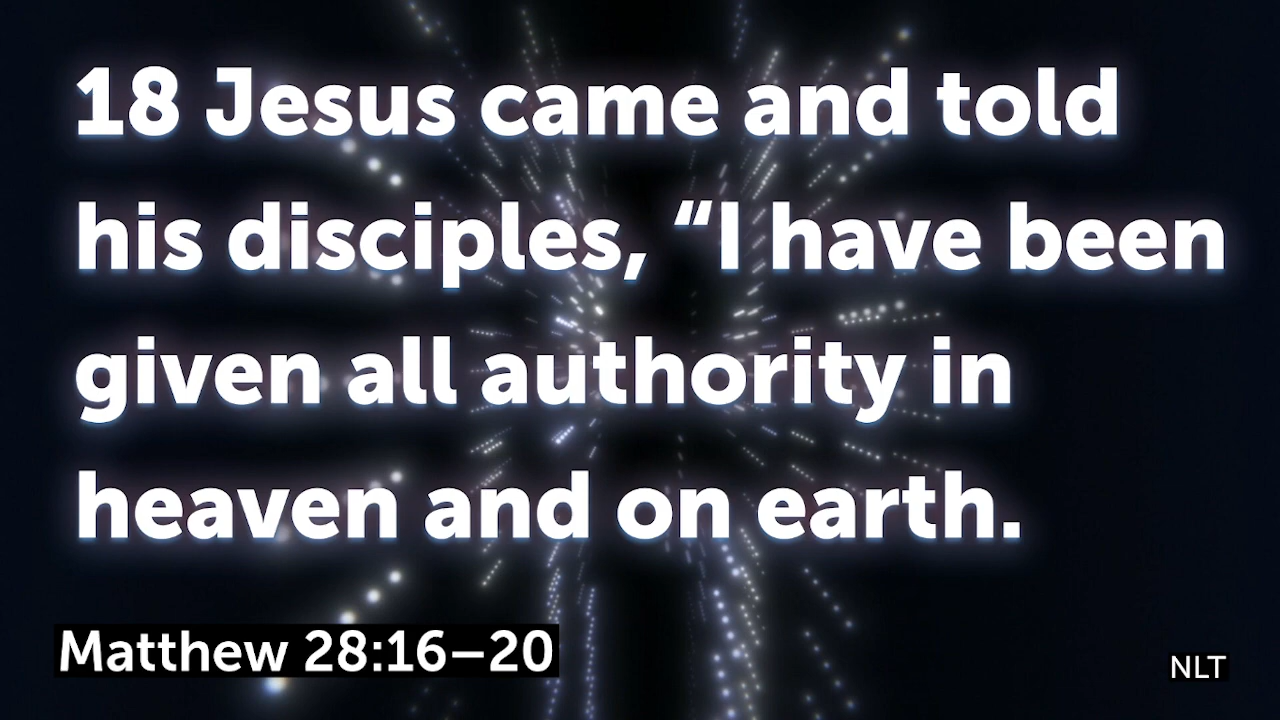 18 Jesus came and told
his disciples, “I have been
given all authority in
heaven and on earth.
Matthew 28:16–20
NLT